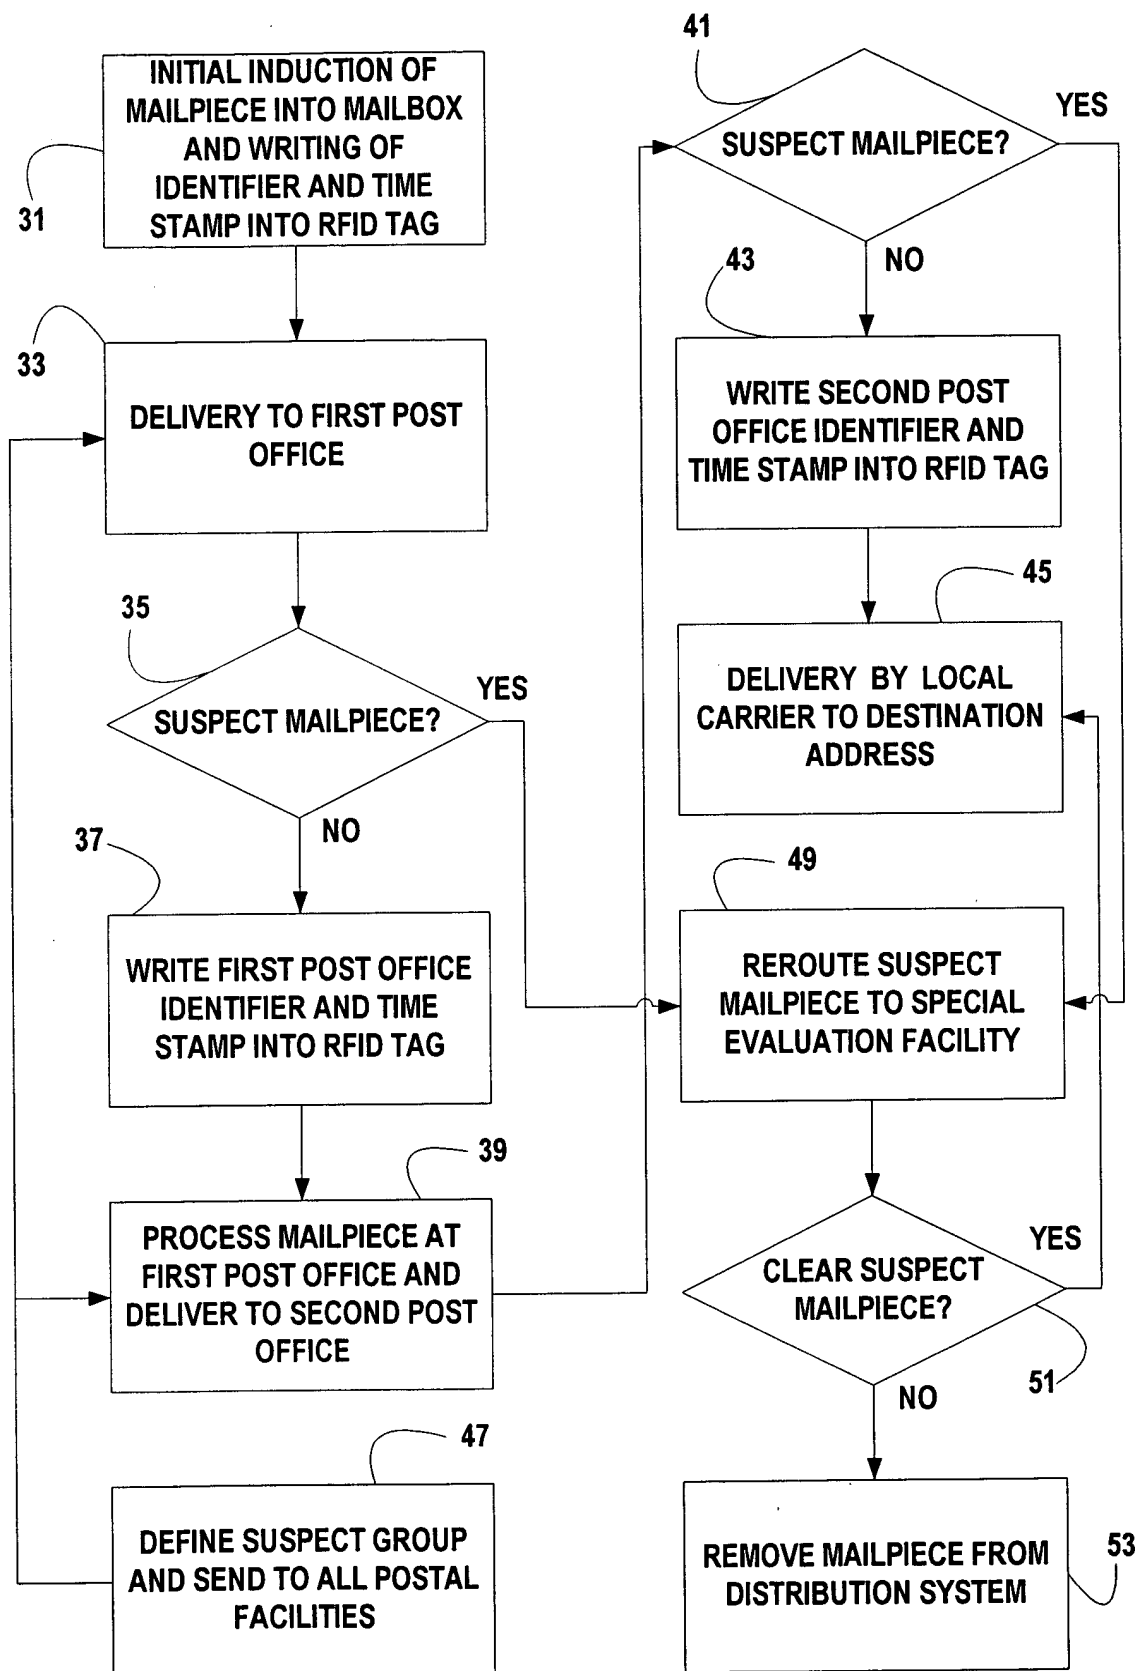 31
INITIAL INDUCTION OF
MAILPIECE INTO MAILBOX
AND WRITING OF
IDENTIFIER AND TIME
STAMP INTO RFID TAG
33
DELIVERY TO FIRST POST
OFFICE
35
SUSPECT MAILPIECE?
YES
NO
37
WRITE FIRST POST OFFICE
IDENTIFIER AND TIME
STAMP INTO RFID TAG
39
PROCESS MAILPIECE AT
FIRST POST OFFICE AND
DELIVER TO SECOND POST
OFFICE
47
DEFINE SUSPECT GROUP
AND SEND TO ALL POSTAL
FACILITIES
41
SUSPECT MAILPIECE?
YES
NO
43
WRITE SECOND POST
OFFICE IDENTIFIER AND
TIME STAMP INTO RFID TAG
45
DELIVERY BY LOCAL
CARRIER TO DESTINATION
ADDRESS
49
REROUTE SUSPECT
MAILPIECE TO SPECIAL
EVALUATION FACILITY
CLEAR SUSPECT
MAILPIECE?
YES
51
NO
REMOVE MAILPIECE FROM
DISTRIBUTION SYSTEM
53